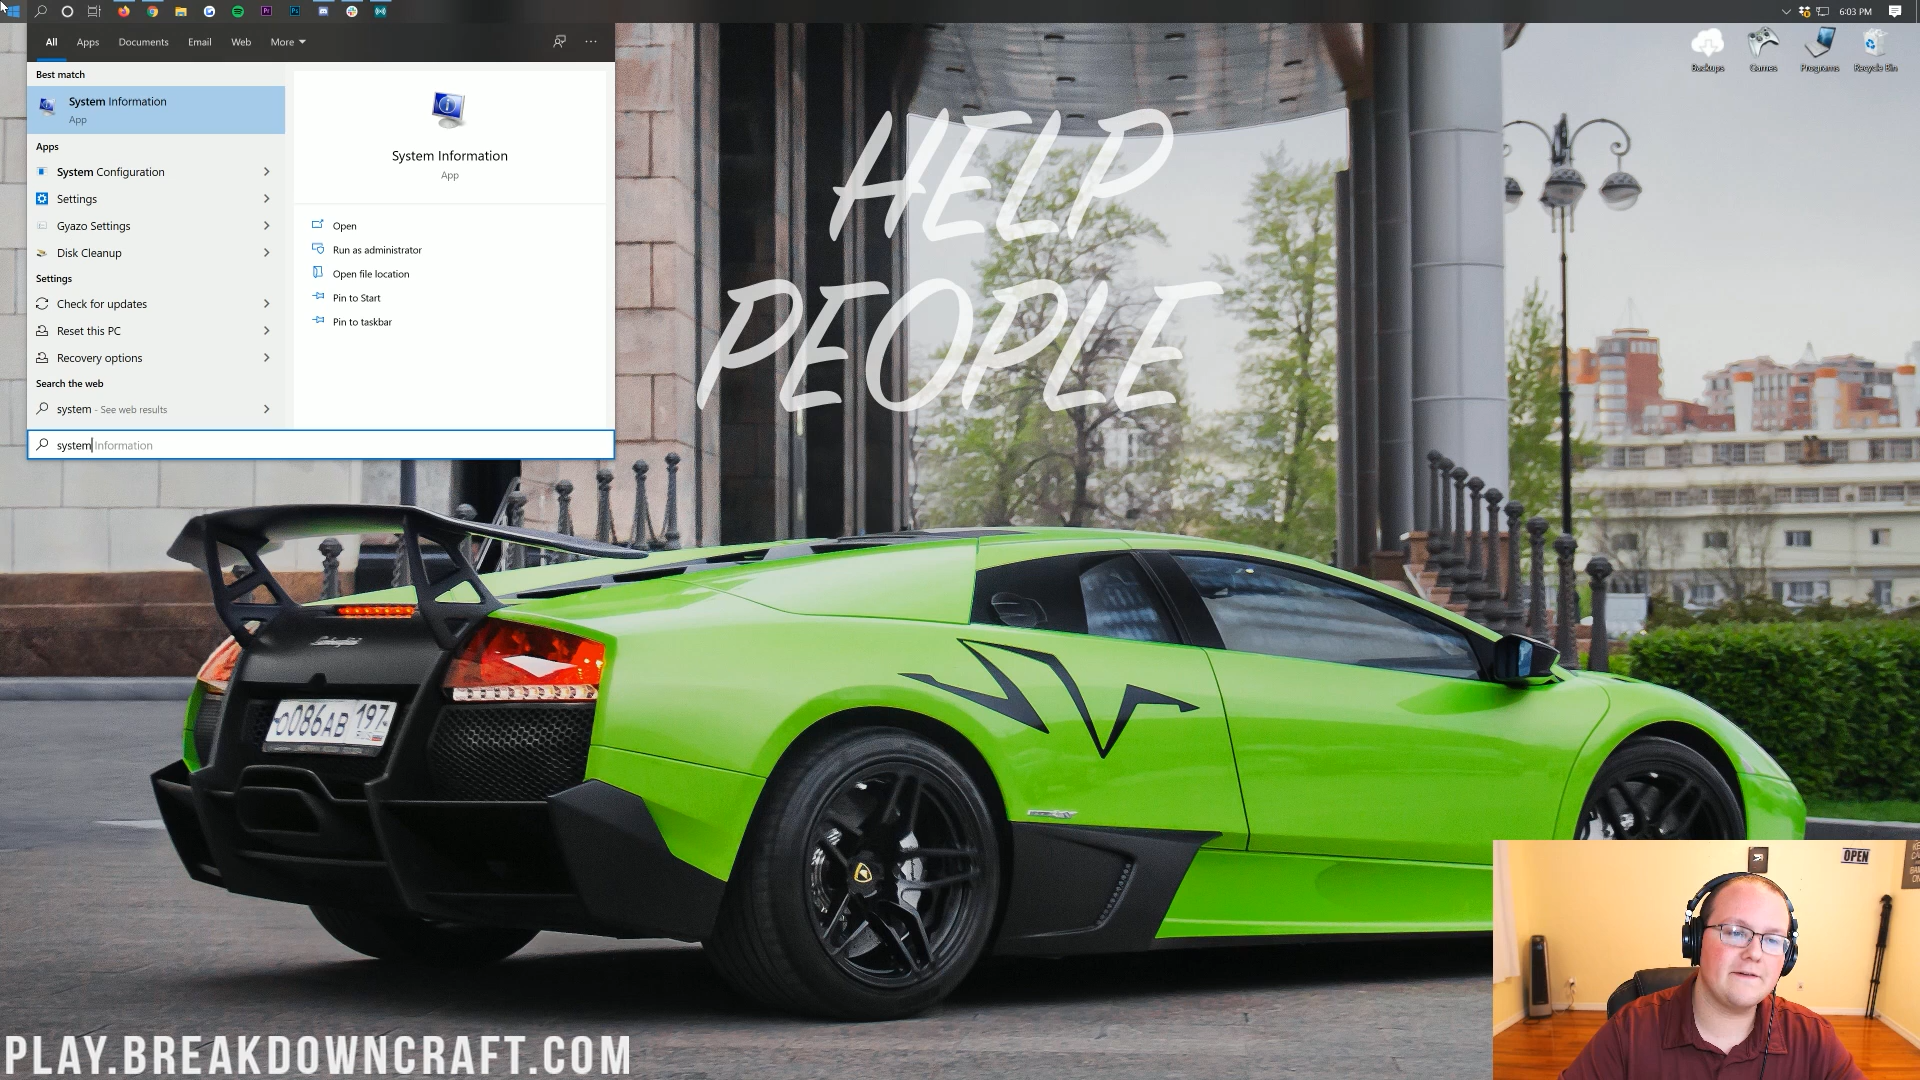 6:03 PM
All Apps Documents Email Web More
Best match
System Information
App
Apps
System Configuration
Settings
Gyazo Settings
Disk Cleanup
Settings
Check for updates
Reset this PC
Recovery options
Search the web
system - See web results
system Information
System Information
App
Open
Run as administrator
Open file location
Pin to Start
Pin to taskbar
Backups
Games
Programs
Recycle Bin
HELP
PEOPLE
Lamborghini
O086AB 197
RUS
OPEN
PLAY.BREAKDOWNCRAFT.COM